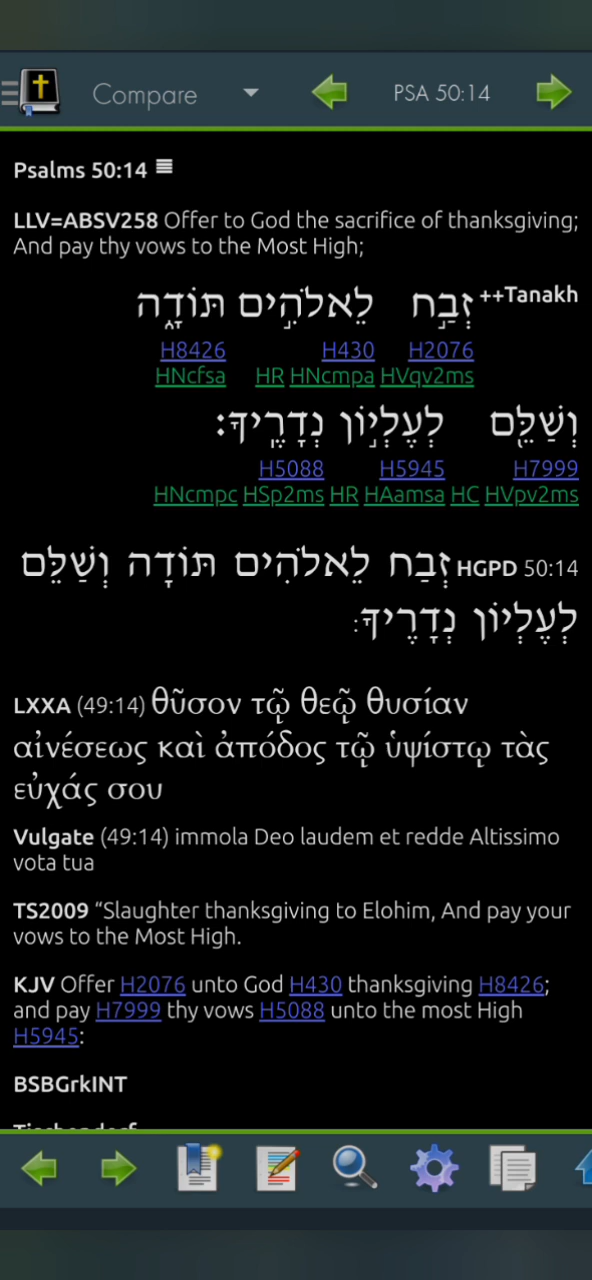 Compare
PSA 50:14
Psalms 50:14
LLV=ABSV258 Offer to God the sacrifice of thanksgiving;
And pay thy vows to the Most High;
++Tanakh זְבַ֣ח לֵאלֹהִ֣ים תּוֹדָ֑ה
H8426 H430 H2076
HNcfsa HR HNcmpa HVqv2ms
וְשַׁלֵּ֖ם לְעֶלְי֣וֹן נְדָרֶֽיךָ׃
H5088 H5945 H7999
HNcmpc HSp2ms HR HAamsa HC HVpv2ms
HGPD 50:14 זְבַח לֵאלֹהִים תּוֹדָה וְשַׁלֵּם
לְעֶלְיוֹן נְדָרֶיךָ׃
LXXA (49:14) θῦσον τῷ θεῷ θυσίαν
αἰνέσεως καὶ ἀπόδος τῷ ὑψίστῳ τὰς
εὐχάς σου
Vulgate (49:14) immola Deo laudem et redde Altissimo
vota tua
TS2009 “Slaughter thanksgiving to Elohim, And pay your
vows to the Most High.
KJV Offer H2076 unto God H430 thanksgiving H8426;
and pay H7999 thy vows H5088 unto the most High
H5945:
BSBGrkINT